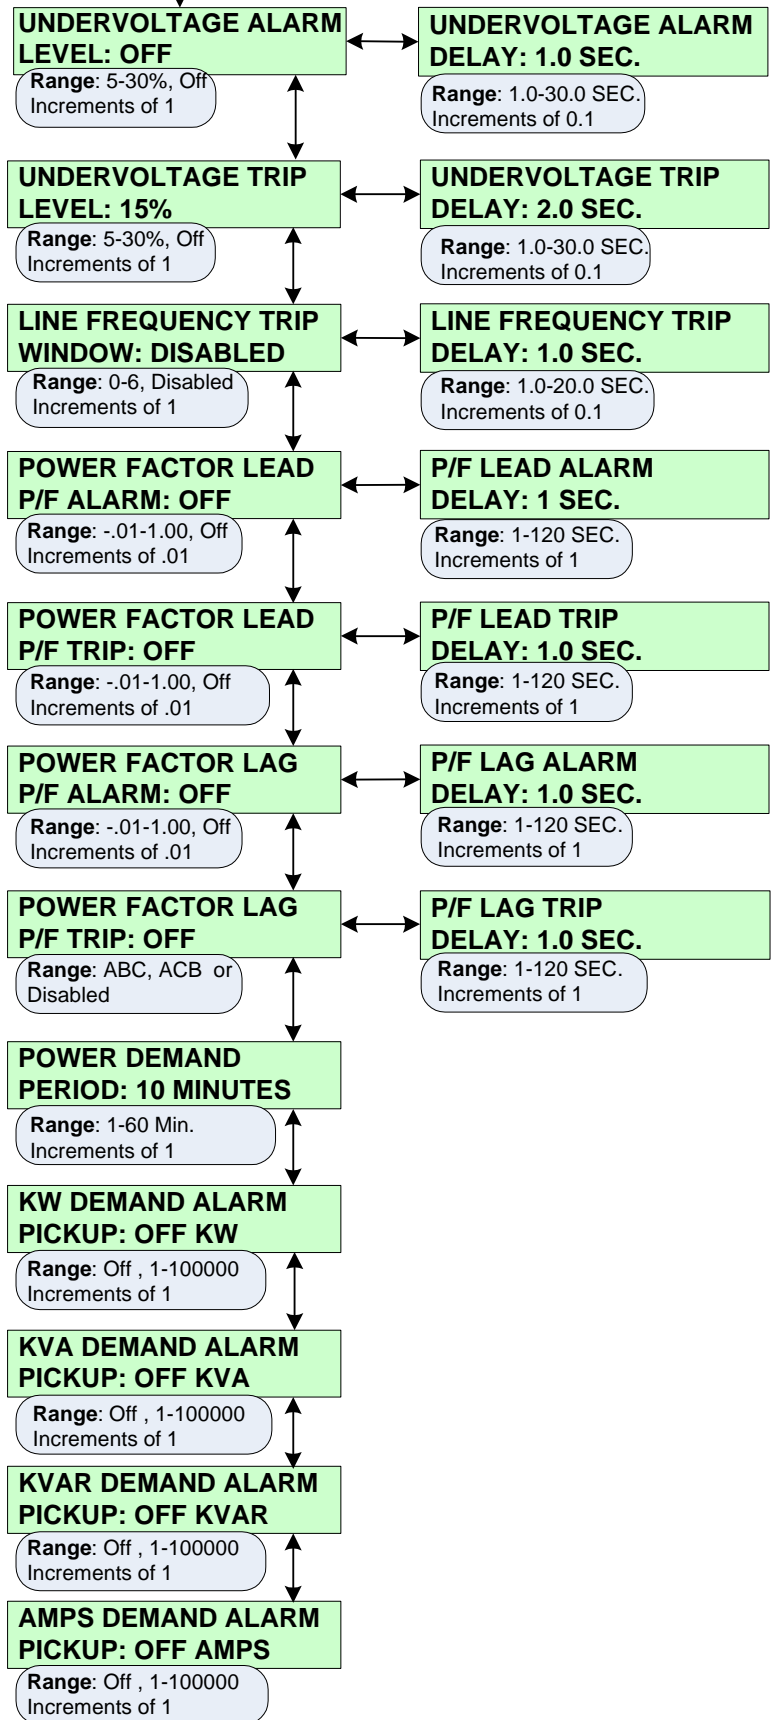 UNDERVOLTAGE ALARM
LEVEL: OFF
Range: 5-30%, Off
Increments of 1
UNDERVOLTAGE ALARM
DELAY: 1.0 SEC.
Range: 1.0-30.0 SEC.
Increments of 0.1
UNDERVOLTAGE TRIP
LEVEL: 15%
Range: 5-30%, Off
Increments of 1
UNDERVOLTAGE TRIP
DELAY: 2.0 SEC.
Range: 1.0-30.0 SEC.
Increments of 0.1
LINE FREQUENCY TRIP
WINDOW: DISABLED
Range: 0-6, Disabled
Increments of 1
LINE FREQUENCY TRIP
DELAY: 1.0 SEC.
Range: 1.0-20.0 SEC.
Increments of 0.1
POWER FACTOR LEAD
P/F ALARM: OFF
Range: -.01-1.00, Off
Increments of .01
P/F LEAD ALARM
DELAY: 1 SEC.
Range: 1-120 SEC.
Increments of 1
POWER FACTOR LEAD
P/F TRIP: OFF
Range: -.01-1.00, Off
Increments of .01
P/F LEAD TRIP
DELAY: 1.0 SEC.
Range: 1-120 SEC.
Increments of 1
POWER FACTOR LAG
P/F ALARM: OFF
Range: -.01-1.00, Off
Increments of .01
P/F LAG ALARM
DELAY: 1.0 SEC.
Range: 1-120 SEC.
Increments of 1
POWER FACTOR LAG
P/F TRIP: OFF
Range: ABC, ACB or
Disabled
P/F LAG TRIP
DELAY: 1.0 SEC.
Range: 1-120 SEC.
Increments of 1
POWER DEMAND
PERIOD: 10 MINUTES
Range: 1-60 Min.
Increments of 1
KW DEMAND ALARM
PICKUP: OFF KW
Range: Off , 1-100000
Increments of 1
KVA DEMAND ALARM
PICKUP: OFF KVA
Range: Off , 1-100000
Increments of 1
KVAR DEMAND ALARM
PICKUP: OFF KVAR
Range: Off , 1-100000
Increments of 1
AMPS DEMAND ALARM
PICKUP: OFF AMPS
Range: Off , 1-100000
Increments of 1